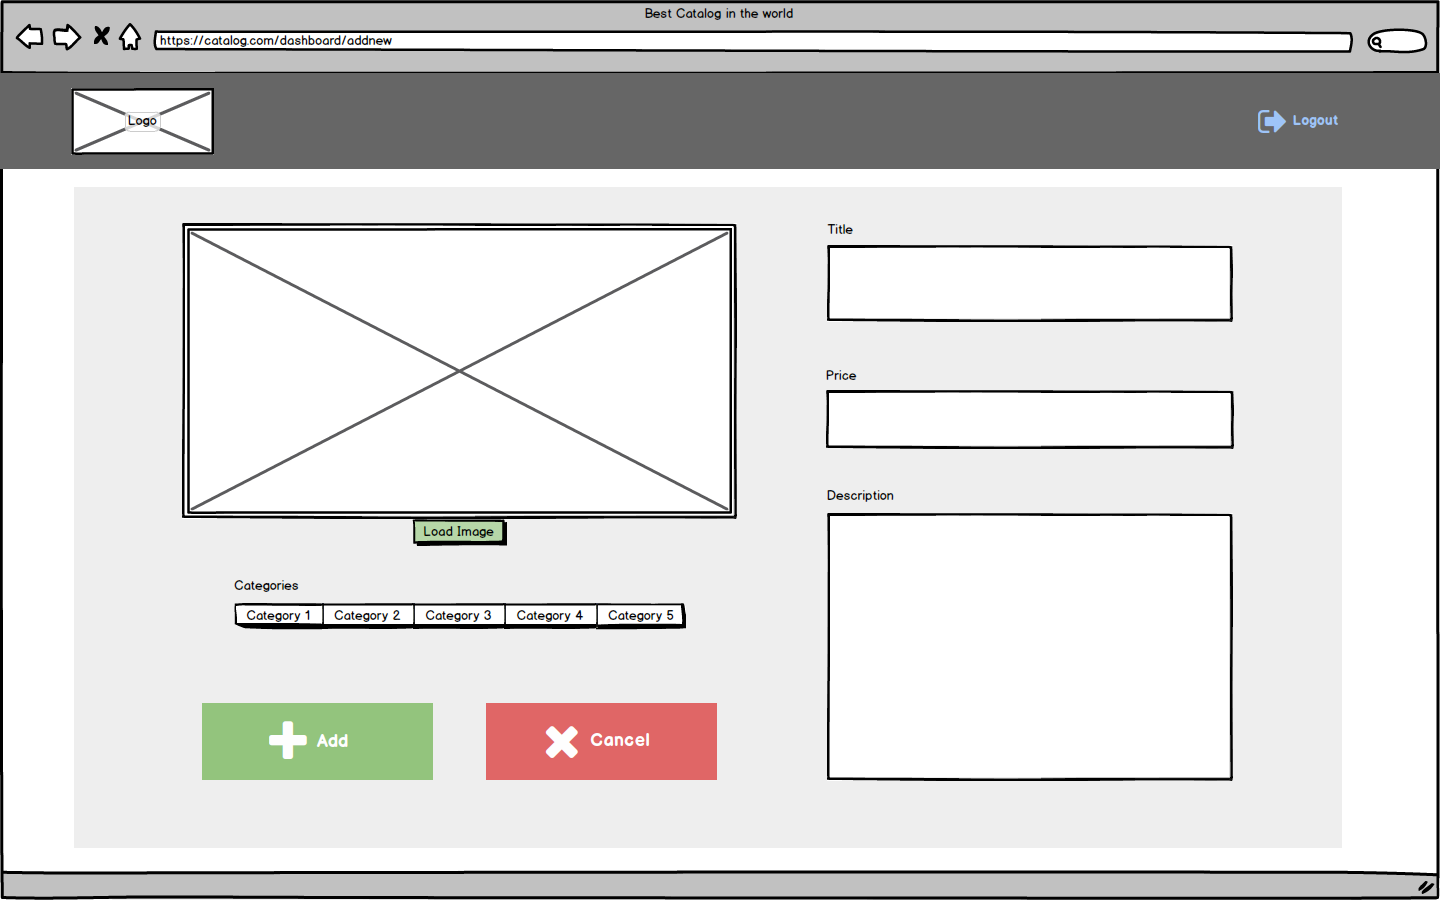 Best Catalog in the world
https://catalog.com/dashboard/addnew
Logo
Logout
Title
Price
Description
Load Image
Categories
Category 1 Category 2 Category 3 Category 4 Category 5
Add
Cancel